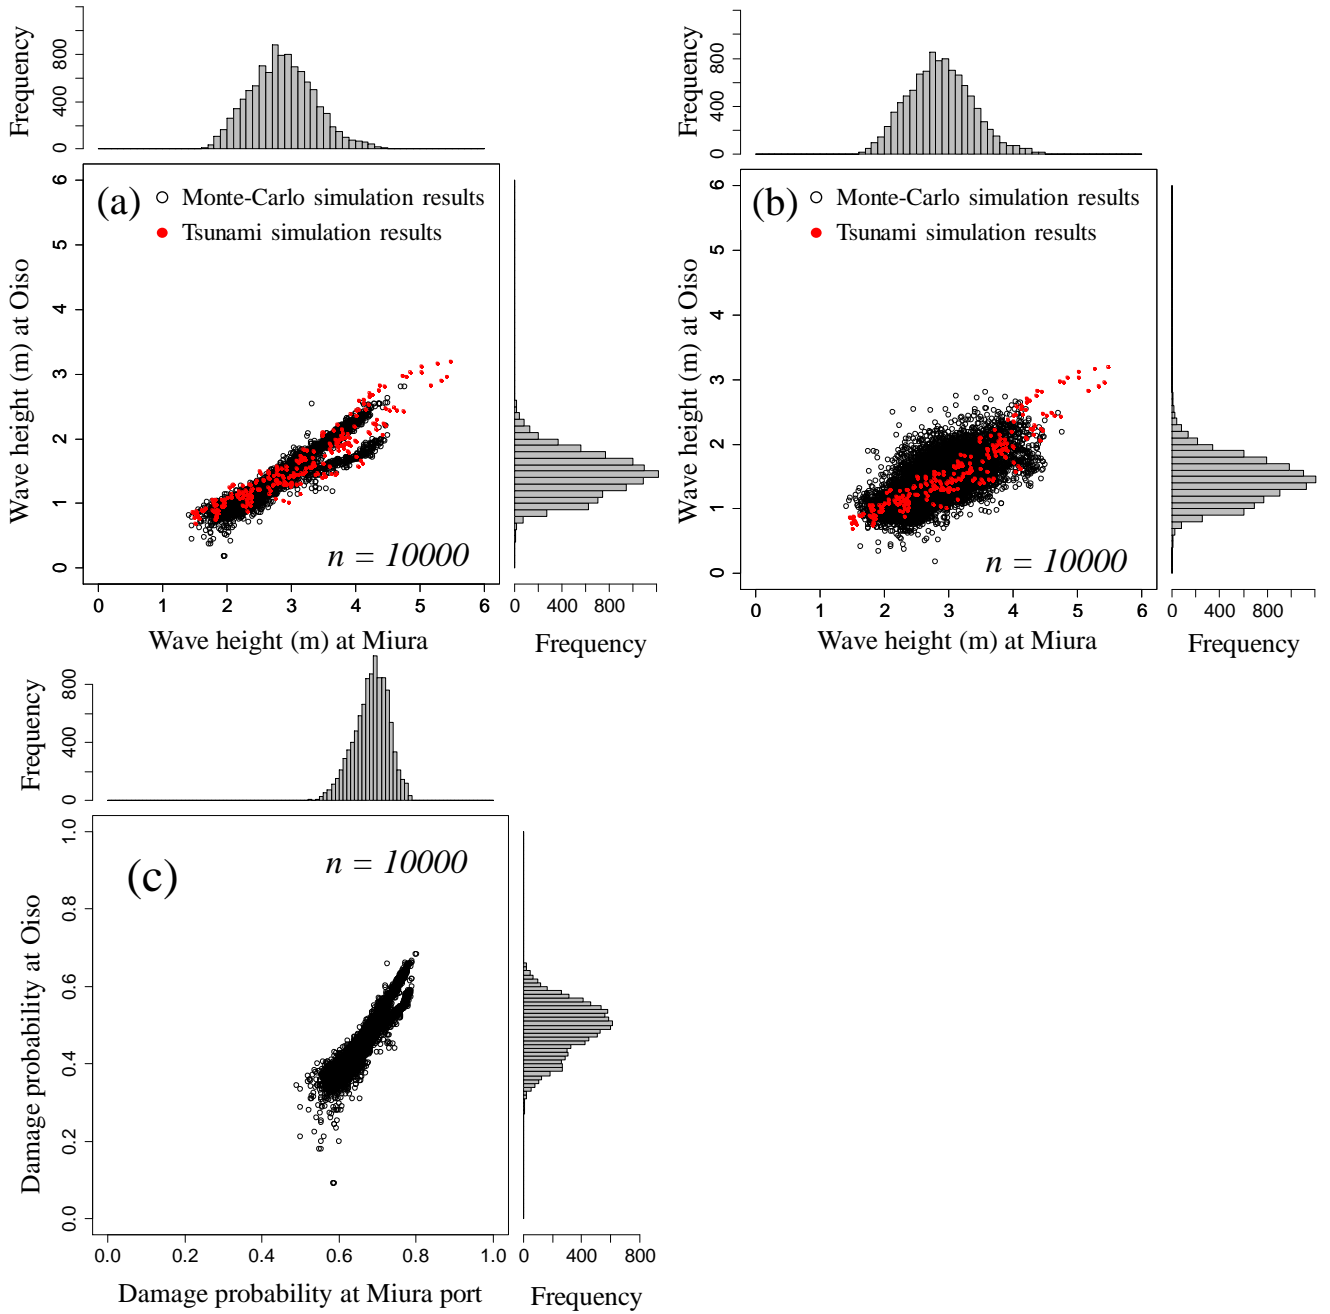 Frequency
0
400
800
(a)
Monte-Carlo simulation results
Tsunami simulation results
n = 10000
Wave height (m) at Oiso
6
5
4
3
2
1
0
0 1 2 3 4 5 6
Wave height (m) at Miura
0 400 800
Frequency
Frequency
0
400
800
(b)
Monte-Carlo simulation results
Tsunami simulation results
n = 10000
Wave height (m) at Oiso
6
5
4
3
2
1
0
0 1 2 3 4 5 6
Wave height (m) at Miura
0 400 800
Frequency
Frequency
0
400
800
(c)
n = 10000
Damage probability at Oiso
1.0
0.8
0.6
0.4
0.2
0.0
0.0 0.2 0.4 0.6 0.8 1.0
Damage probability at Miura port
0 400 800
Frequency